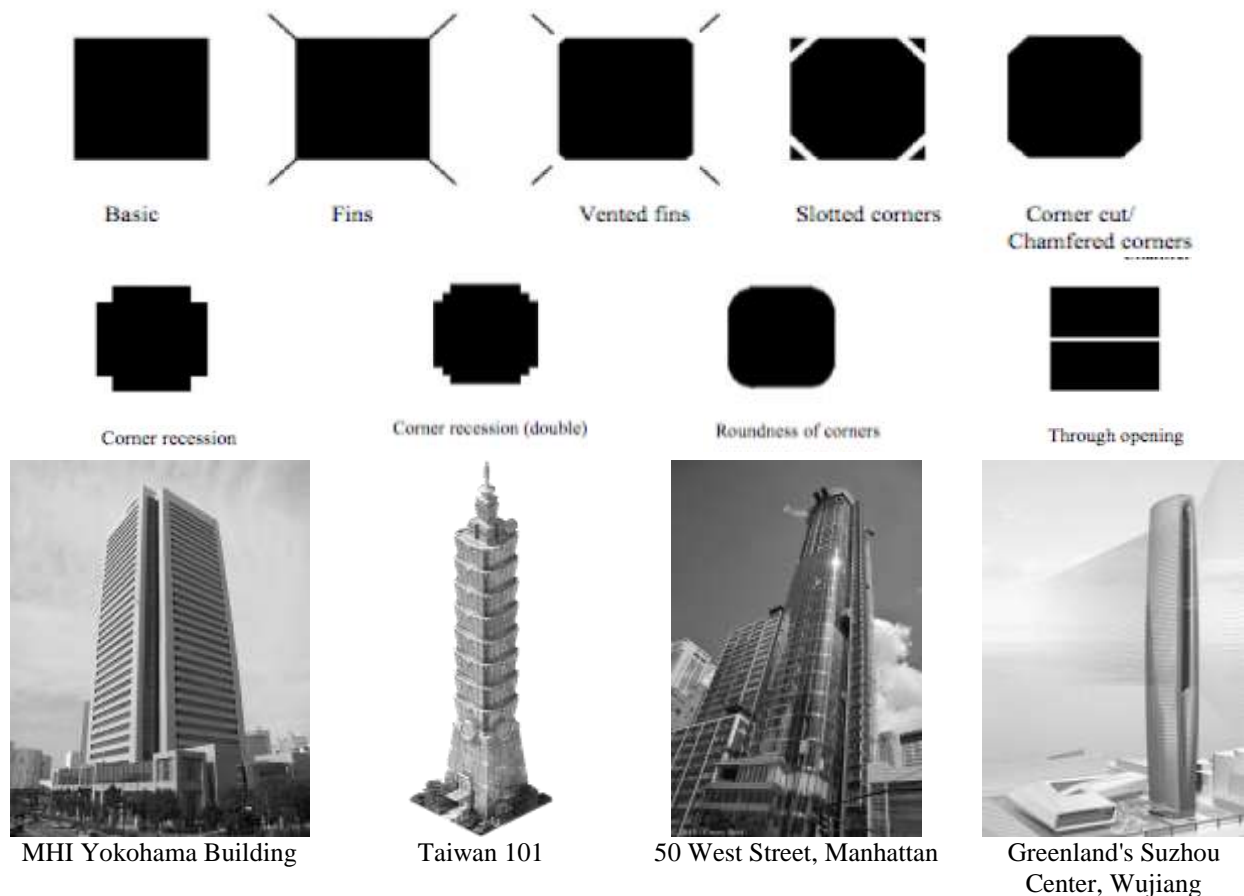 Basic
Fins
Vented fins
Slotted corners
Corner cut/
Chamfered corners
Corner recession
Corner recession (double)
Roundness of corners
Through opening
MHI Yokohama Building
Taiwan 101
50 West Street, Manhattan
Greenland's Suzhou
Center, Wujiang